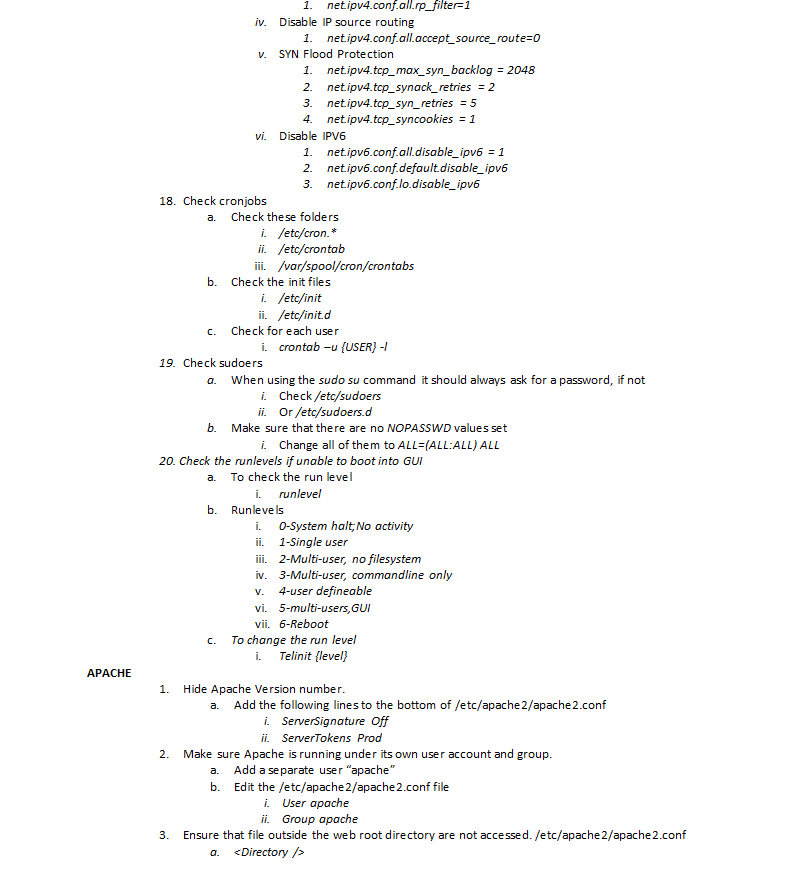 1. net.ipv4.conf.all.rp_filter=1
iv. Disable IP source routing
1. net.ipv4.conf.all.accept_source_route=0
v. SYN Flood Protection
1. net.ipv4.tcp_max_syn_backlog = 2048
2. net.ipv4.tcp_synack_retries = 2
3. net.ipv4.tcp_syn_retries = 5
4. net.ipv4.tcp_syncookies = 1
vi. Disable IPV6
1. net.ipv6.conf.all.disable_ipv6 = 1
2. net.ipv6.conf.default.disable_ipv6
3. net.ipv6.conf.lo.disable_ipv6
18. Check cronjobs
a. Check these folders
i. /etc/cron.*
ii. /etc/crontab
iii. /var/spool/cron/crontabs
b. Check the init files
i. /etc/init
ii. /etc/init.d
c. Check for each user
i. crontab –u {USER} -l
19. Check sudoers
a. When using the sudo su command it should always ask for a password, if not
i. Check /etc/sudoers
ii. Or /etc/sudoers.d
b. Make sure that there are no NOPASSWD values set
i. Change all of them to ALL=(ALL:ALL) ALL
20. Check the runlevels if unable to boot into GUI
a. To check the run level
i. runlevel
b. Runlevels
i. 0-System halt;No activity
ii. 1-Single user
iii. 2-Multi-user, no filesystem
iv. 3-Multi-user, commandline only
v. 4-user defineable
vi. 5-multi-users,GUI
vii. 6-Reboot
c. To change the run level
i. Telinit {level}
APACHE
1. Hide Apache Version number.
a. Add the following lines to the bottom of /etc/apache2/apache2.conf
i. ServerSignature Off
ii. ServerTokens Prod
2. Make sure Apache is running under its own user account and group.
a. Add a separate user “apache”
b. Edit the /etc/apache2/apache2.conf file
i. User apache
ii. Group apache
3. Ensure that file outside the web root directory are not accessed. /etc/apache2/apache2.conf
a. <Directory />